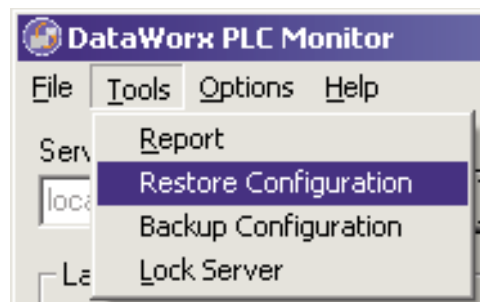 DataWorx PLC Monitor
File Tools Options Help
Report
Restore Configuration
Backup Configuration
Lock Server